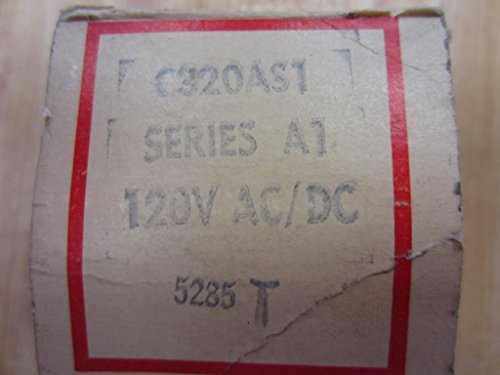 C320AS1
SERIES A1
120V AC/DC
5285 T